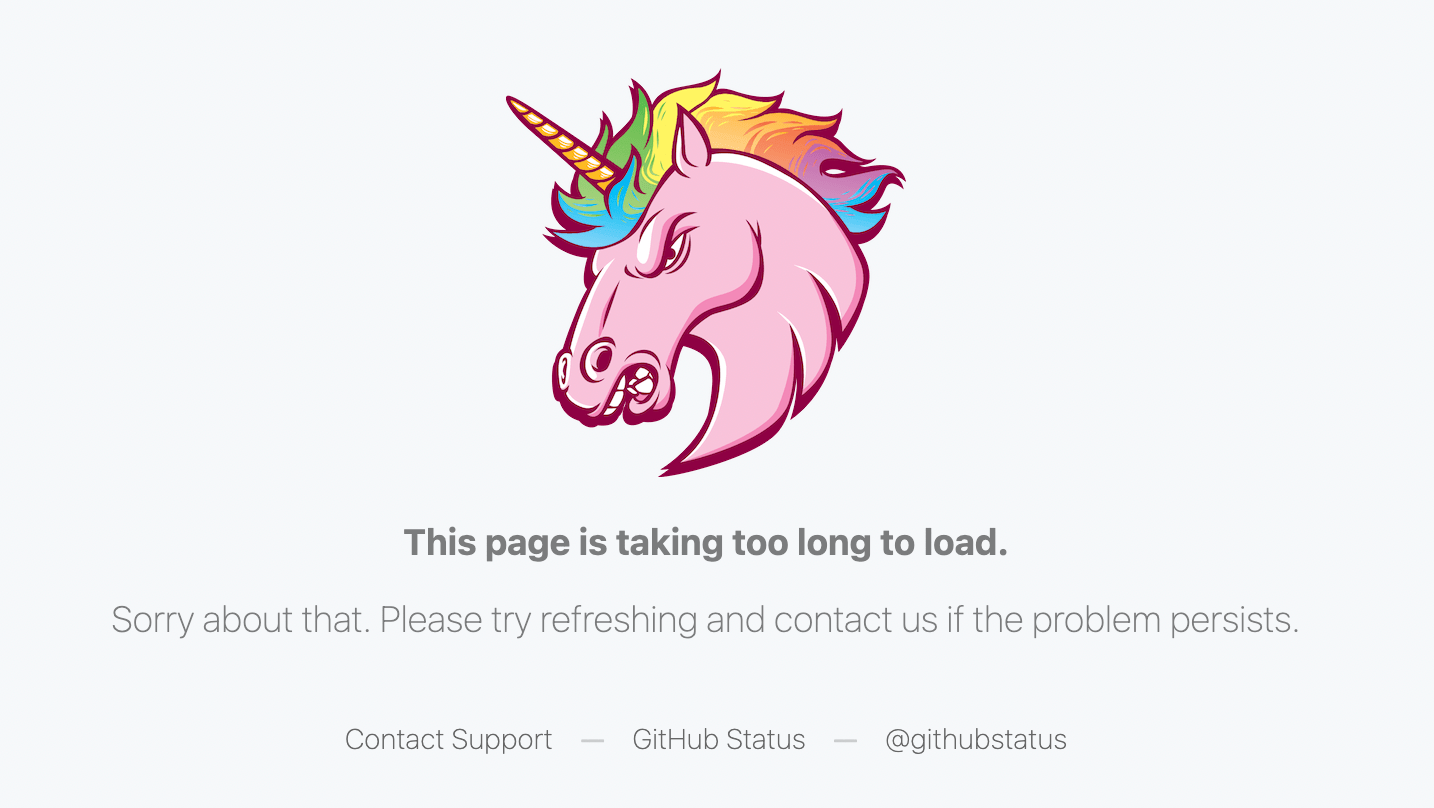 This page is taking too long to load.
Sorry about that. Please try refreshing and contact us if the problem persists.
Contact Support — GitHub Status — @githubstatus